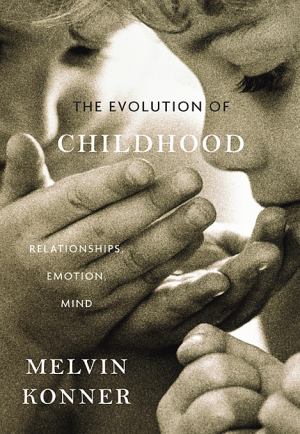 THE EVOLUTION OF
CHILDHOOD
RELATIONSHIPS,
EMOTION,
MIND
MELVIN
KONNER